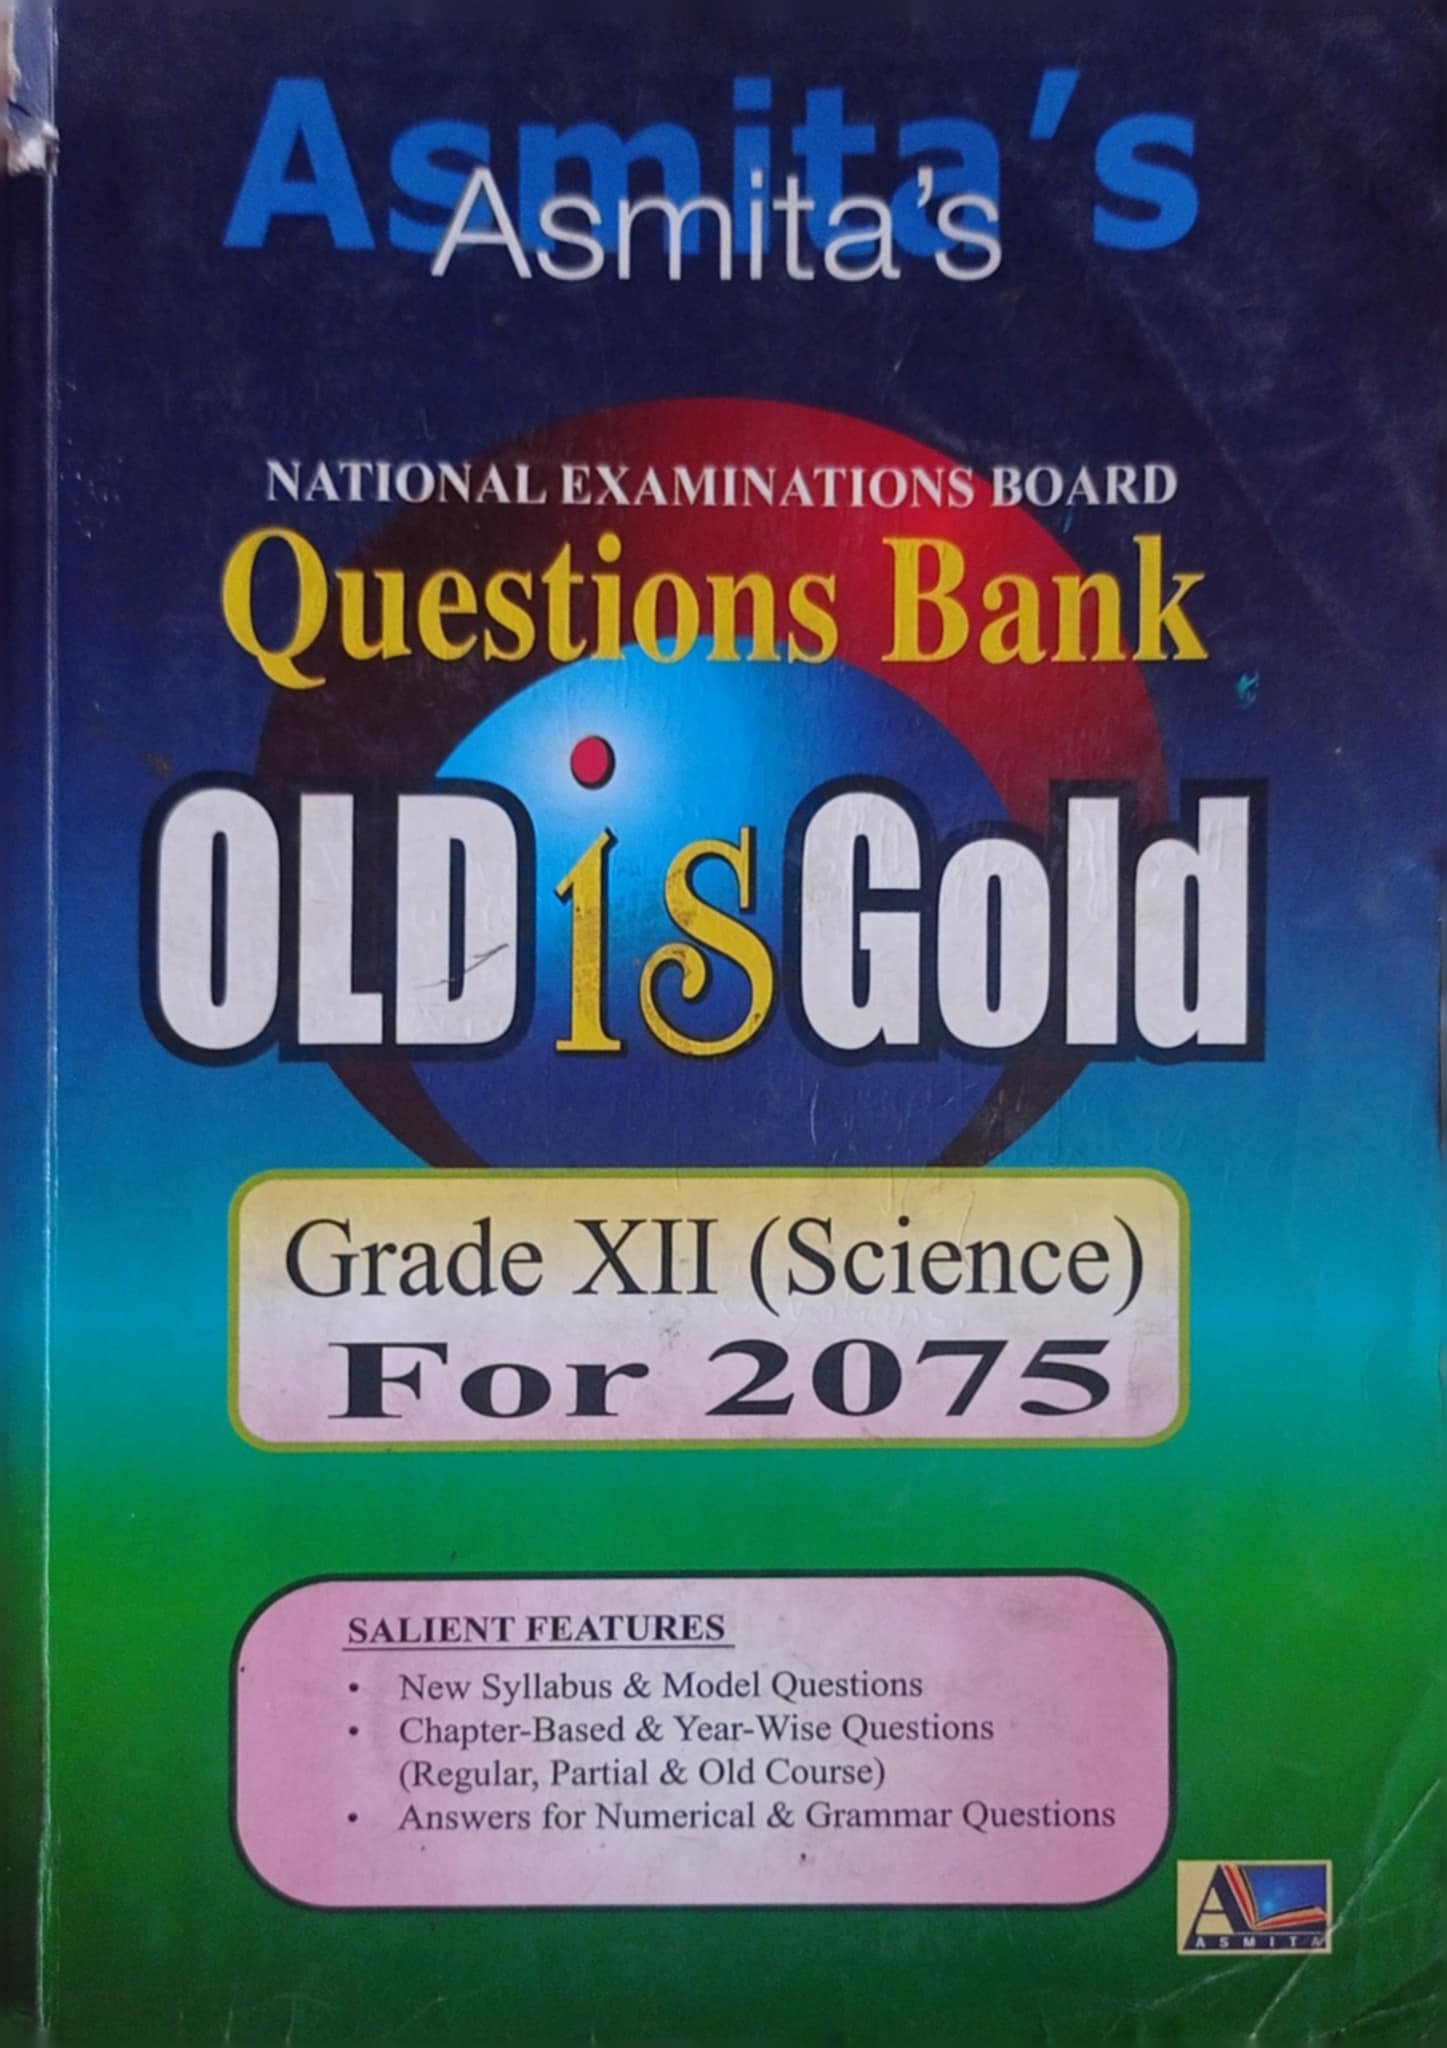 Asmita's
Asmita's
NATIONAL EXAMINATIONS BOARD
Questions Bank
OLD is Gold
Grade XII (Science)
For 2075
SALIENT FEATURES
• New Syllabus & Model Questions
• Chapter-Based & Year-Wise Questions
(Regular, Partial & Old Course)
• Answers for Numerical & Grammar Questions
A
ASMITA